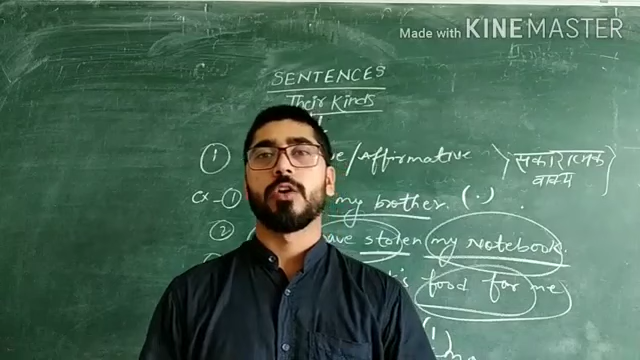 Made with KINEMASTER
SENTENCES
Their Kinds
1 /Affirmative सकारात्मक
वाक्य
1 my brother. (.)
2 have stolen my Notebook.
food for me